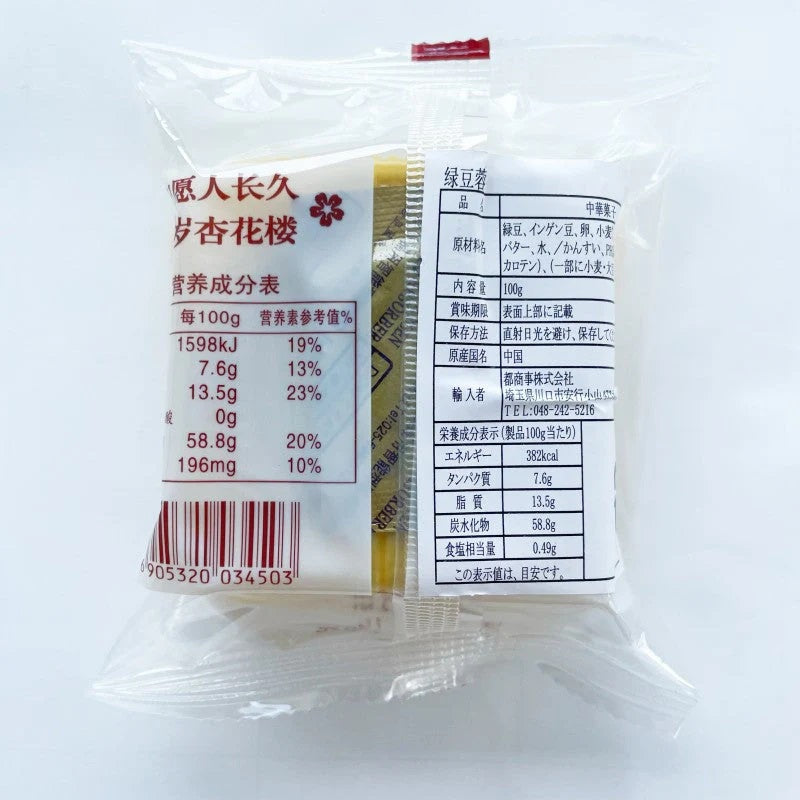 愿人长久
岁杏花楼
营养成分表
每100g 营养素参考值%
1598kJ 19%
7.6g 13%
13.5g 23%
酸 0g
58.8g 20%
196mg 10%
6 905320 034503
绿豆蓉
品 名 中華菓子
原材料名 緑豆、インゲン豆、卵、小麦
バター、水、/かんすい、
カロテン)、(一部に小麦・大
内容量 100g
賞味期限 表面上部に記載
保存方法 直射日光を避け、保存して
原産国名 中国
輸入者 都商事株式会社
埼玉県川口市安行小山
TEL:048-242-5216
栄養成分表示(製品100g当たり)
エネルギー 382kcal
タンパク質 7.6g
脂 質 13.5g
炭水化物 58.8g
食塩相当量 0.49g
この表示値は、目安です。